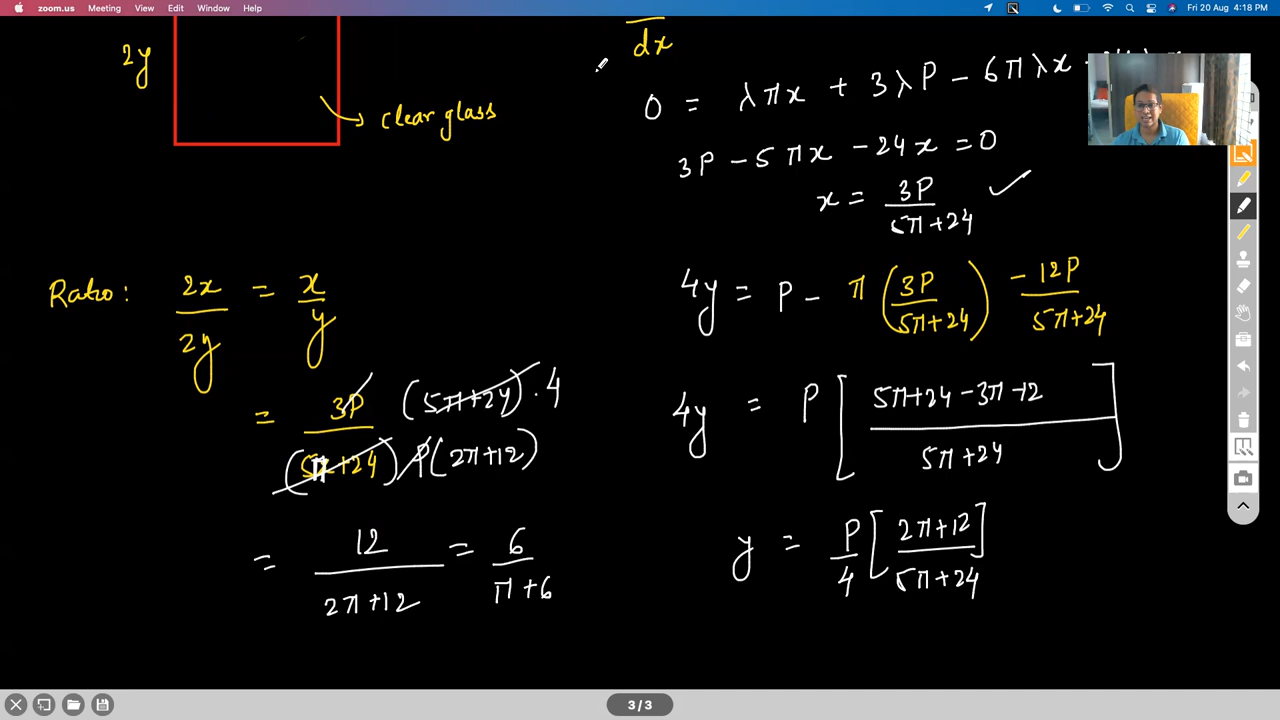 zoom.us Meeting View Edit Window Help Fri 20 Aug 4:18 PM
2y
clear glass
dx
0 = λπx + 3λP − 6πλx −
3P − 5πx − 24x = 0
x = 3P / 5π+24 ✓
Ratio: 2x / 2y = x / y
= 3P (5π+24) · 4 / (5π+24) P (2π+12)
= 12 / 2π+12 = 6 / π+6
4y = P − π (3P / 5π+24) − 12P / 5π+24
4y = P [5π+24−3π−12 / 5π+24]
y = P / 4 [2π+12 / 5π+24]
3/3